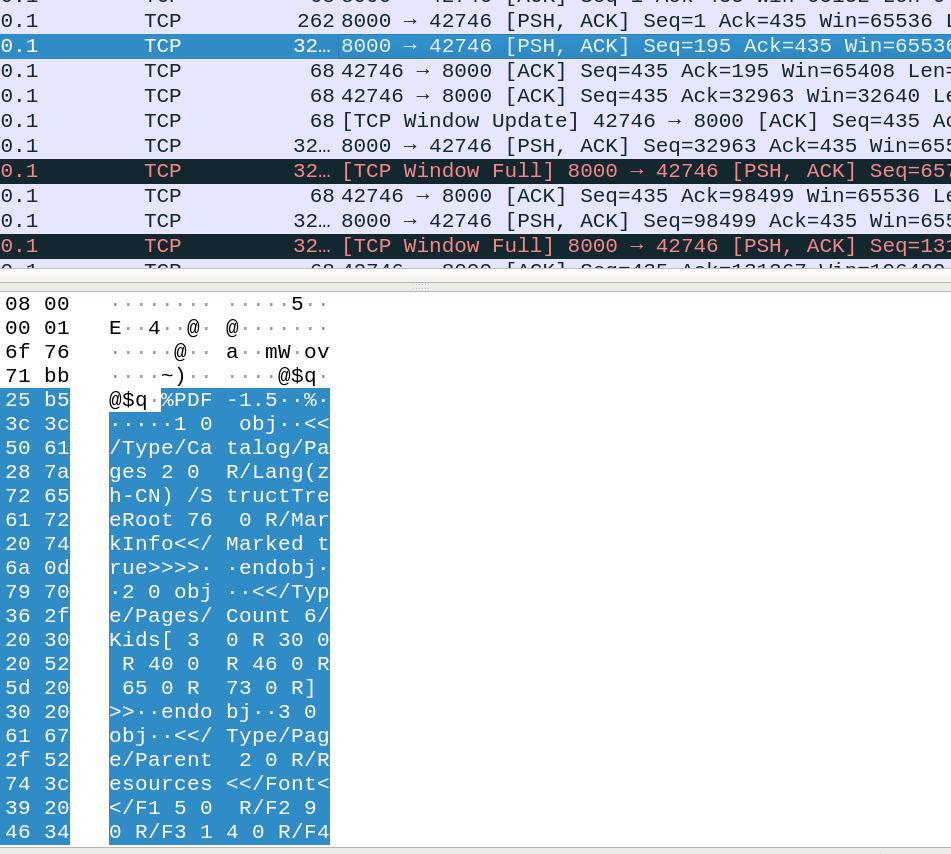 0.1 TCP 262 8000 → 42746 [PSH, ACK] Seq=1 Ack=435 Win=65536 L
0.1 TCP 32… 8000 → 42746 [PSH, ACK] Seq=195 Ack=435 Win=65536
0.1 TCP 68 42746 → 8000 [ACK] Seq=435 Ack=195 Win=65408 Len=
0.1 TCP 68 42746 → 8000 [ACK] Seq=435 Ack=32963 Win=32640 Le
0.1 TCP 68 [TCP Window Update] 42746 → 8000 [ACK] Seq=435 Ac
0.1 TCP 32… 8000 → 42746 [PSH, ACK] Seq=32963 Ack=435 Win=655
0.1 TCP 32… [TCP Window Full] 8000 → 42746 [PSH, ACK] Seq=657
0.1 TCP 68 42746 → 8000 [ACK] Seq=435 Ack=98499 Win=65536 Le
0.1 TCP 32… 8000 → 42746 [PSH, ACK] Seq=98499 Ack=435 Win=655
0.1 TCP 32… [TCP Window Full] 8000 → 42746 [PSH, ACK] Seq=131
08 00 ········ ·····5··
00 01 E··4··@· @·······
6f 76 ·····@·· a··mW·ov
71 bb ····~)·· ····@$q·
25 b5 @$q·%PDF -1.5··%·
3c 3c ·····1 0 obj··<<
50 61 /Type/Ca talog/Pa
28 7a ges 2 0 R/Lang(z
72 65 h-CN) /S tructTre
61 72 eRoot 76 0 R/Mar
20 74 kInfo<</ Marked t
6a 0d rue>>>>· ·endobj·
79 70 ·2 0 obj ··<</Typ
36 2f e/Pages/ Count 6/
20 30 Kids[ 3 0 R 30 0
20 52 R 40 0 R 46 0 R
5d 20 65 0 R 73 0 R]
30 20 >>··endo bj··3 0
61 67 obj··<</ Type/Pag
2f 52 e/Parent 2 0 R/R
74 3c esources <</Font<
39 20 </F1 5 0 R/F2 9
46 34 0 R/F3 1 4 0 R/F4